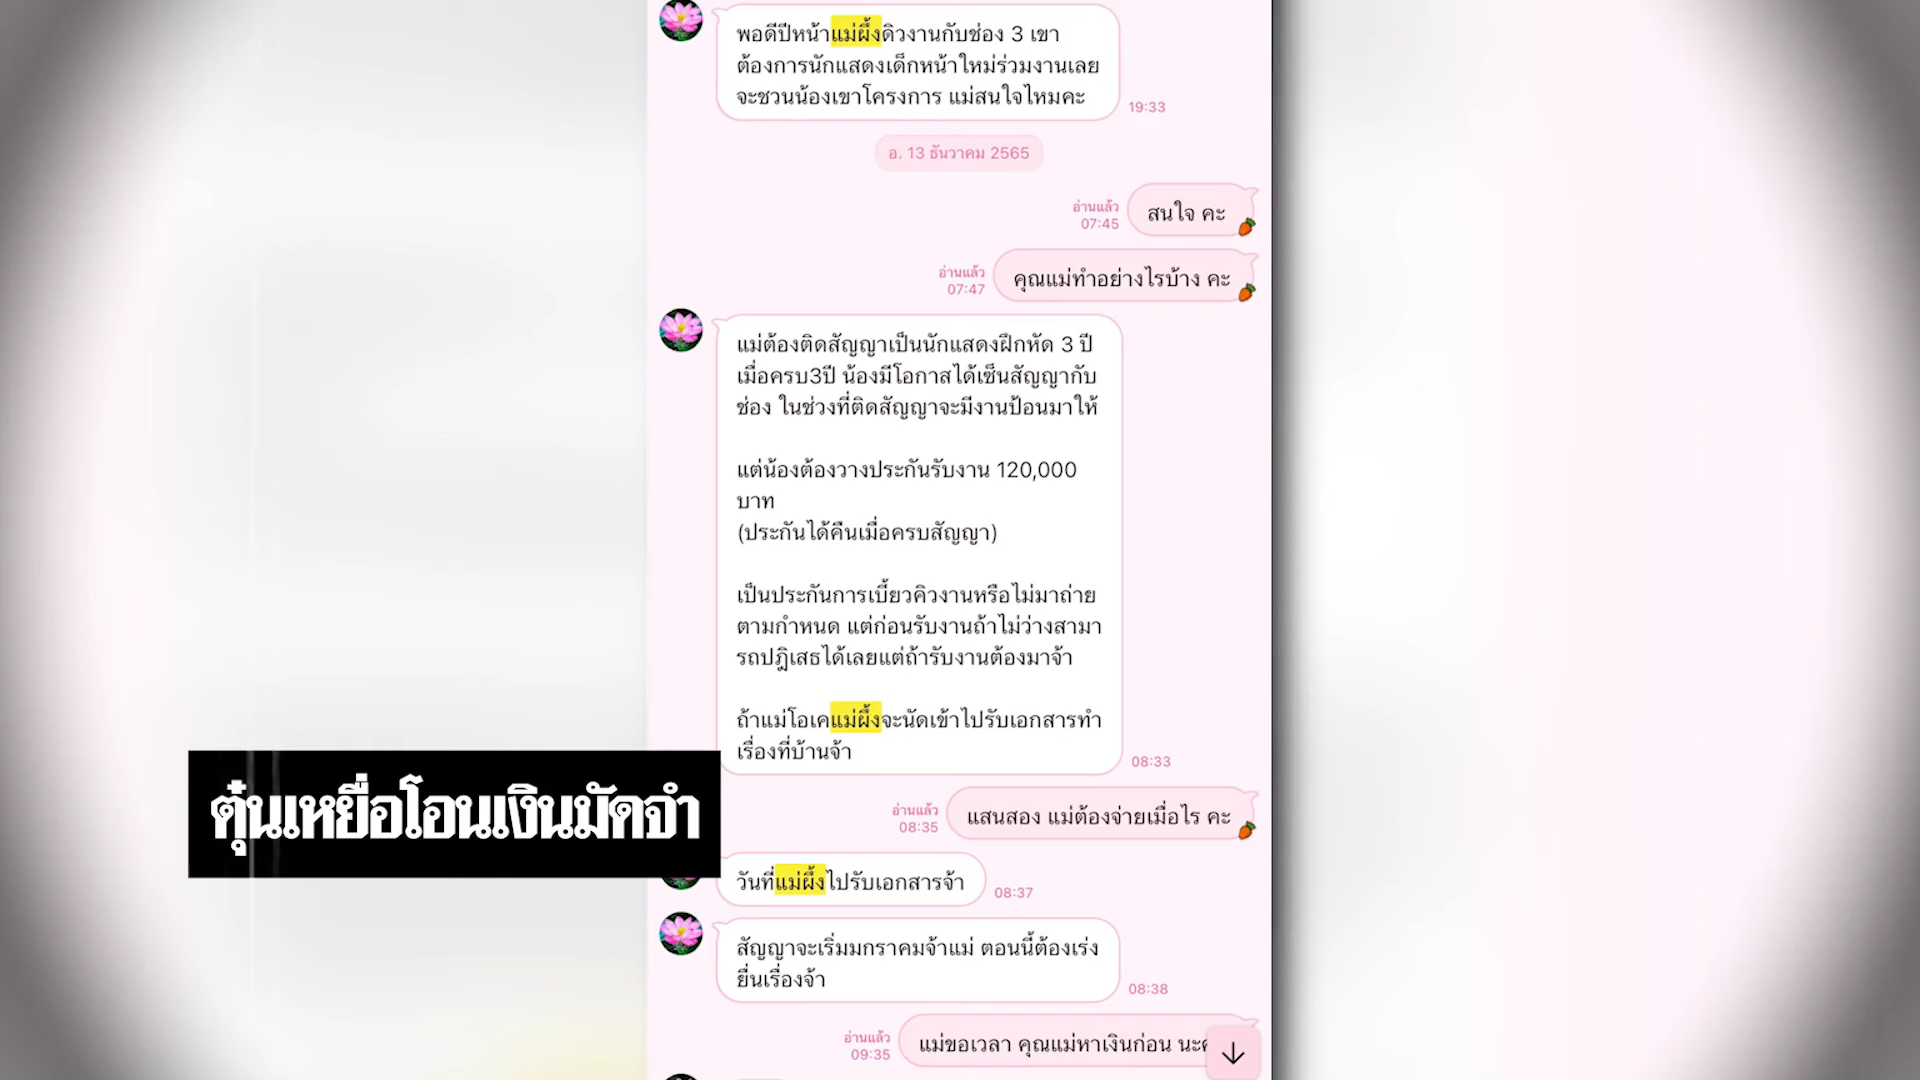 พอดีปีหน้าแม่ผึ้งดิวงานกับช่อง 3 เขา
ต้องการนักแสดงเด็กหน้าใหม่ร่วมงานเลย
จะชวนน้องเขาโครงการ แม่สนใจไหมคะ
19:33
อ. 13 ธันวาคม 2565
อ่านแล้ว
07:45
สนใจ คะ
อ่านแล้ว
07:47
คุณแม่ทำอย่างไรบ้าง คะ
แม่ต้องติดสัญญาเป็นนักแสดงฝึกหัด 3 ปี
เมื่อครบ3ปี น้องมีโอกาสได้เซ็นสัญญากับ
ช่อง ในช่วงที่ติดสัญญาจะมีงานป้อนมาให้
แต่น้องต้องวางประกันรับงาน 120,000
บาท
(ประกันได้คืนเมื่อครบสัญญา)
เป็นประกันการเบี้ยวคิวงานหรือไม่มาถ่าย
ตามกำหนด แต่ก่อนรับงานถ้าไม่ว่างสามา
รถปฎิเสธได้เลยแต่ถ้ารับงานต้องมาจ้า
ถ้าแม่โอเคแม่ผึ้งจะนัดเข้าไปรับเอกสารทำ
เรื่องที่บ้านจ้า
08:33
ตุ๋นเหยื่อโอนเงินมัดจำ
อ่านแล้ว
08:35
แสนสอง แม่ต้องจ่ายเมื่อไร คะ
วันที่แม่ผึ้งไปรับเอกสารจ้า
08:37
สัญญาจะเริ่มมกราคมจ้าแม่ ตอนนี้ต้องเร่ง
ยื่นเรื่องจ้า
08:38
อ่านแล้ว
09:35
แม่ขอเวลา คุณแม่หาเงินก่อน